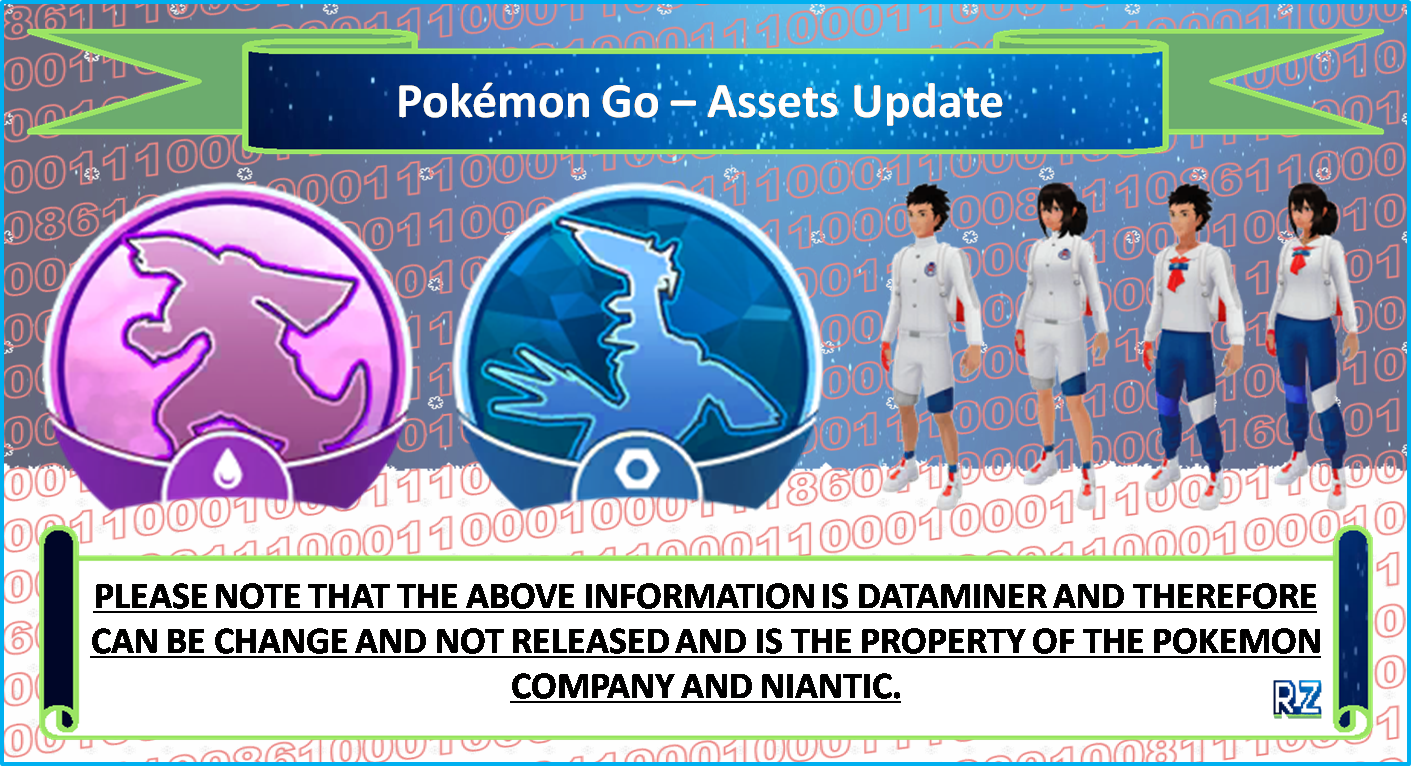 Pokémon Go – Assets Update
PLEASE NOTE THAT THE ABOVE INFORMATION IS DATAMINER AND THEREFORE
CAN BE CHANGE AND NOT RELEASED AND IS THE PROPERTY OF THE POKEMON
COMPANY AND NIANTIC.
RZ